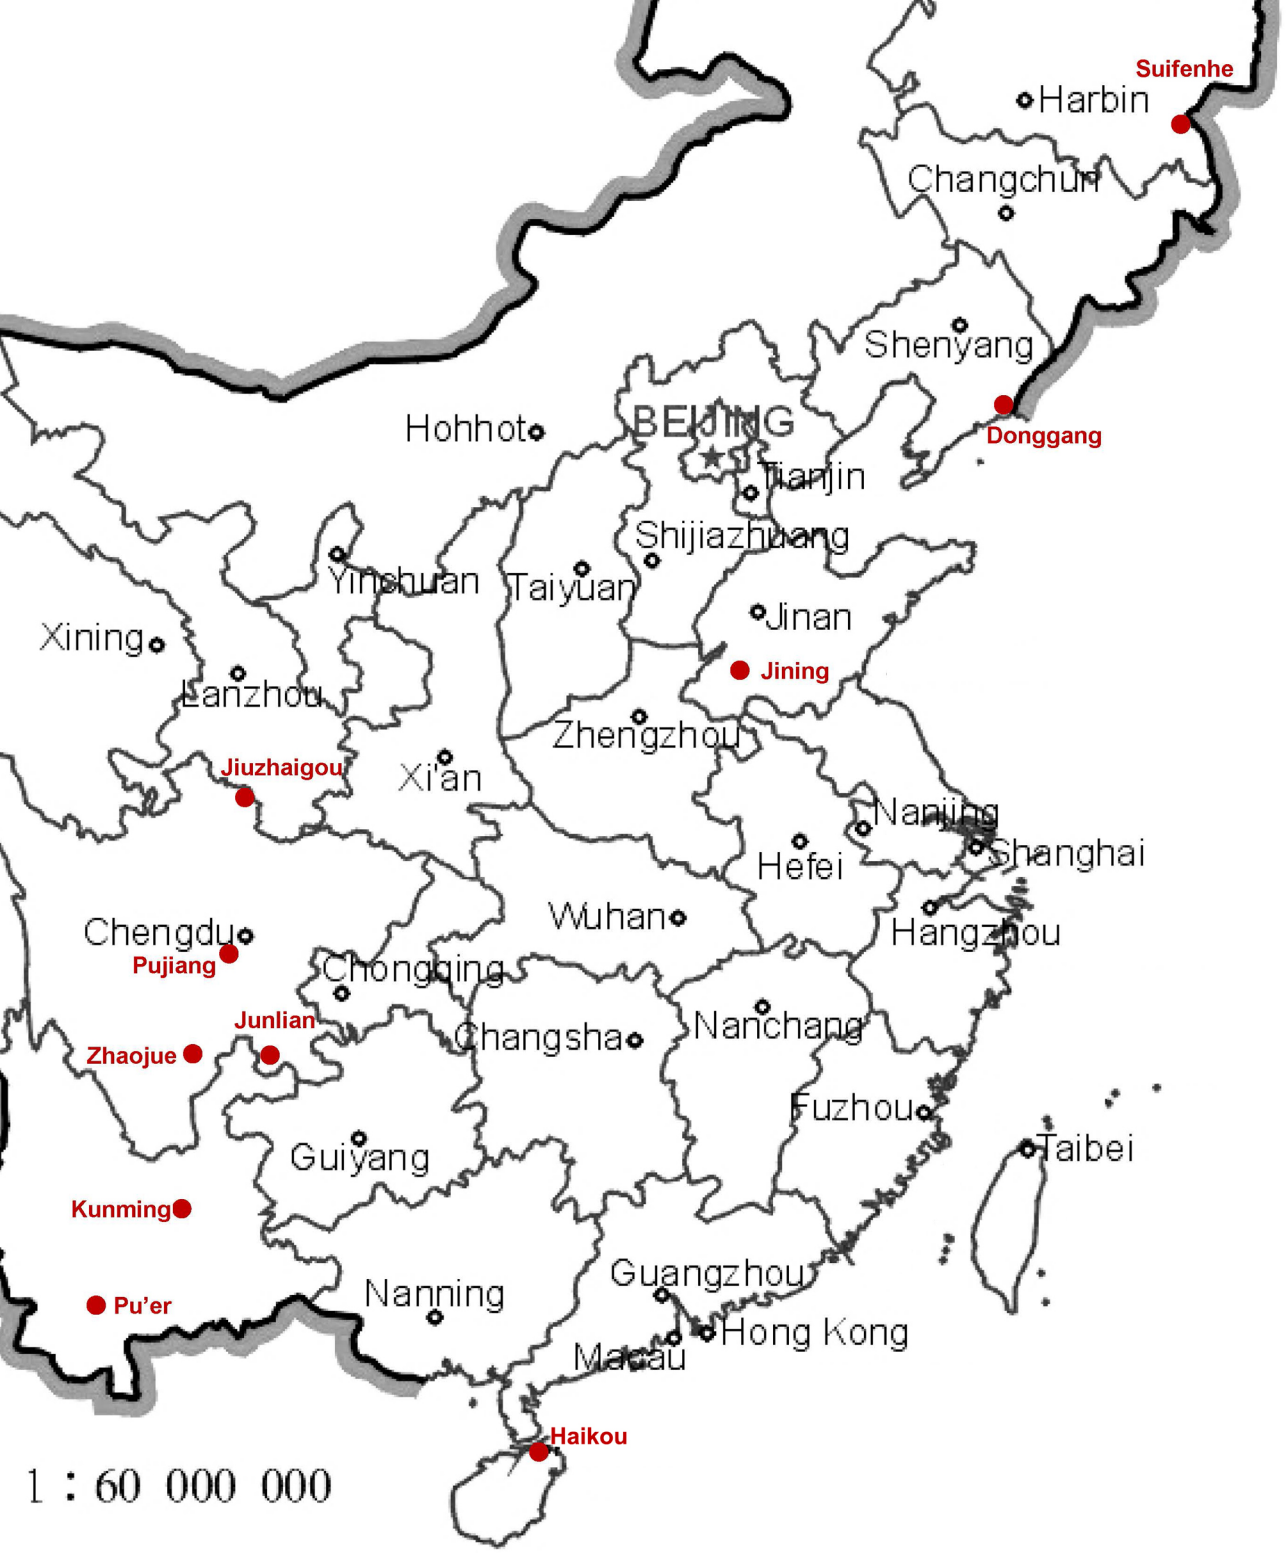 Suifenhe
Harbin
Changchun
Shenyang
Donggang
Hohhot
BEIJING
Tianjin
Shijiazhuang
Yinchuan
Taiyuan
Jinan
Xining
Jining
Lanzhou
Zhengzhou
Jiuzhaigou
Xi'an
Nanjing
Shanghai
Hefei
Wuhan
Chengdu
Hangzhou
Pujiang
Chongqing
Junlian
Nanchang
Changsha
Zhaojue
Fuzhou
Taibei
Guiyang
Kunming
Guangzhou
Nanning
Pu’er
Hong Kong
Macau
Haikou
1 : 60 000 000